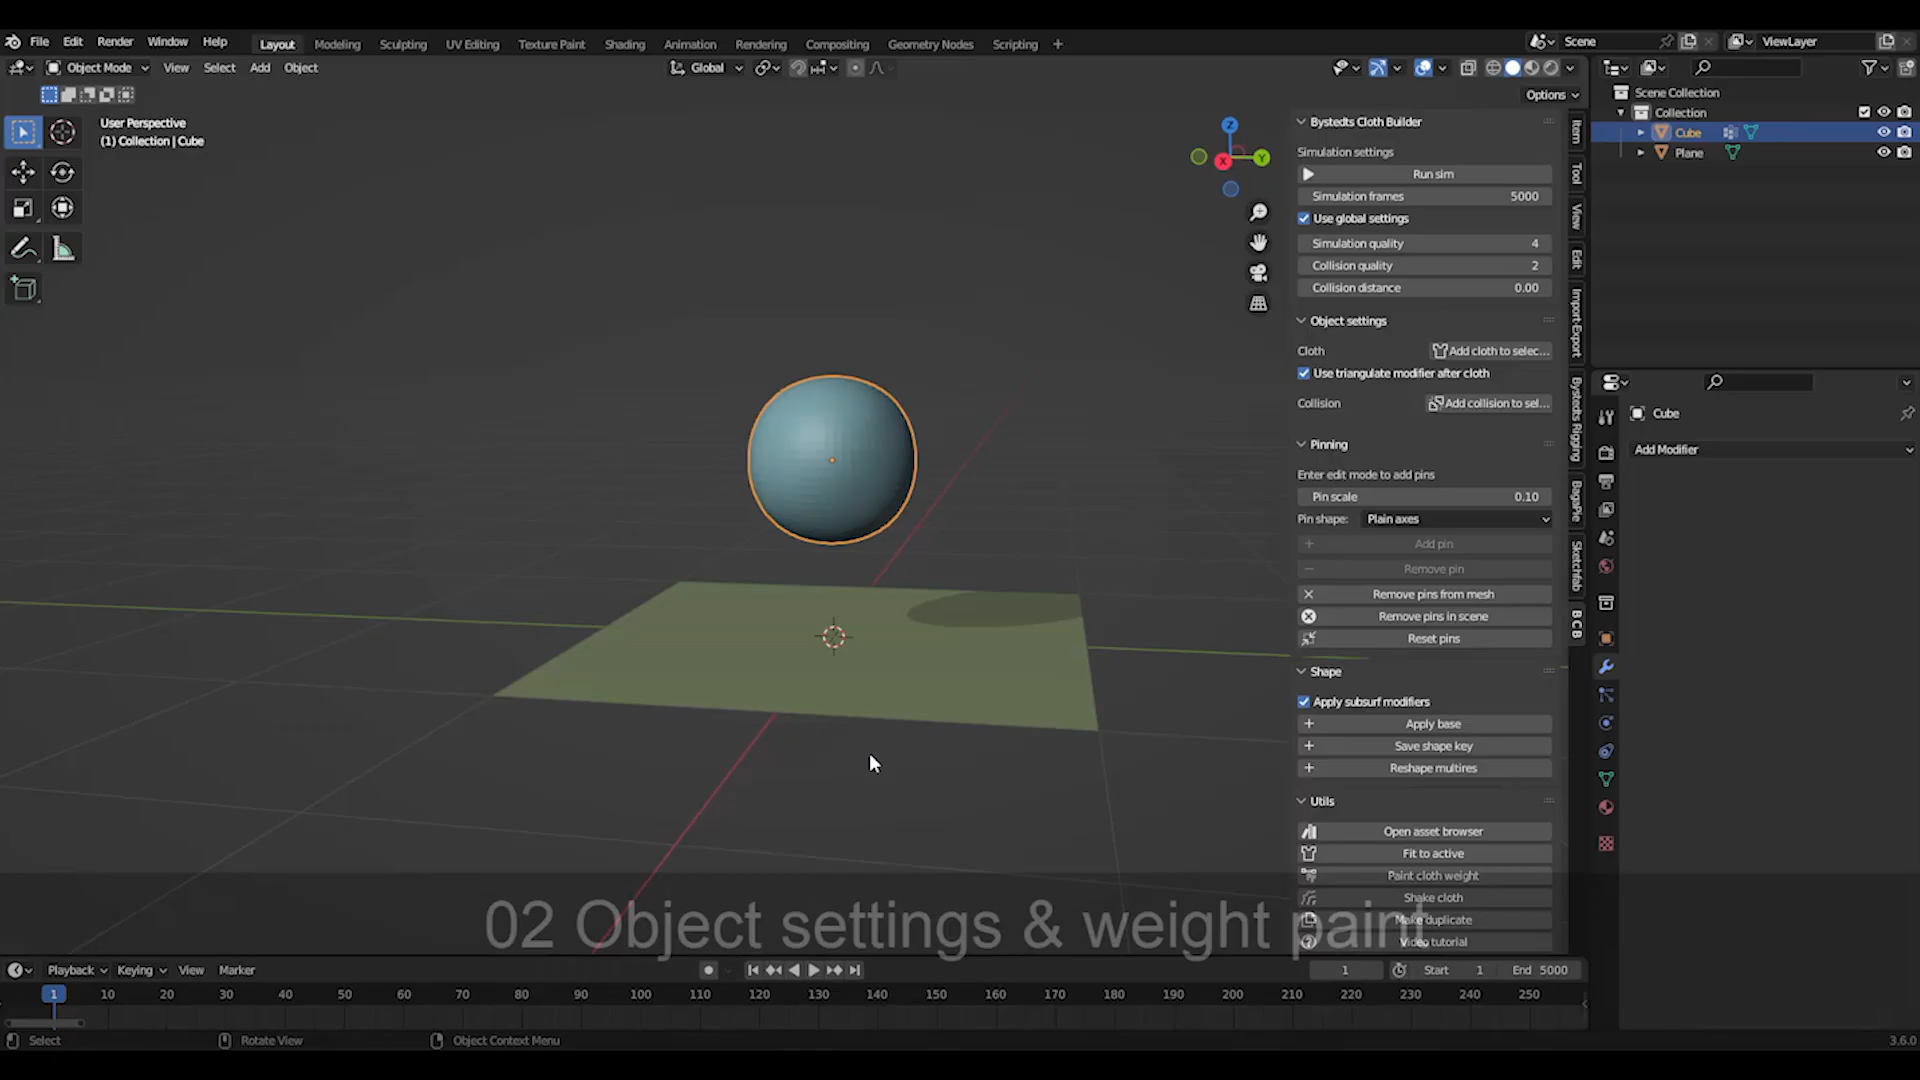 File Edit Render Window Help
Layout Modeling Sculpting UV Editing Texture Paint Shading Animation Rendering Compositing Geometry Nodes Scripting +
Scene
ViewLayer
Object Mode View Select Add Object
Global
Options
User Perspective
(1) Collection | Cube
Z
X
Y
Bystedts Cloth Builder
Simulation settings
Run sim
Simulation frames 5000
Use global settings
Simulation quality 4
Collision quality 2
Collision distance 0.00
Object settings
Cloth Add cloth to selec...
Use triangulate modifier after cloth
Collision Add collision to sel...
Pinning
Enter edit mode to add pins
Pin scale 0.10
Pin shape: Plain axes
Add pin
Remove pin
Remove pins from mesh
Remove pins in scene
Reset pins
Shape
Apply subsurf modifiers
Apply base
Save shape key
Reshape multires
Utils
Open asset browser
Fit to active
Paint cloth weight
Shake cloth
Make duplicate
Video tutorial
Item
Tool
View
Edit
Import-Export
Bystedts Rigging
BagaPie
Sketchfab
B C B
Scene Collection
Collection
Cube
Plane
Cube
Add Modifier
02 Object settings & weight paint
Playback Keying View Marker
1 Start 1 End 5000
1 10 20 30 40 50 60 70 80 90 100 110 120 130 140 150 160 170 180 190 200 210 220 230 240 250
Select Rotate View Object Context Menu
3.6.0